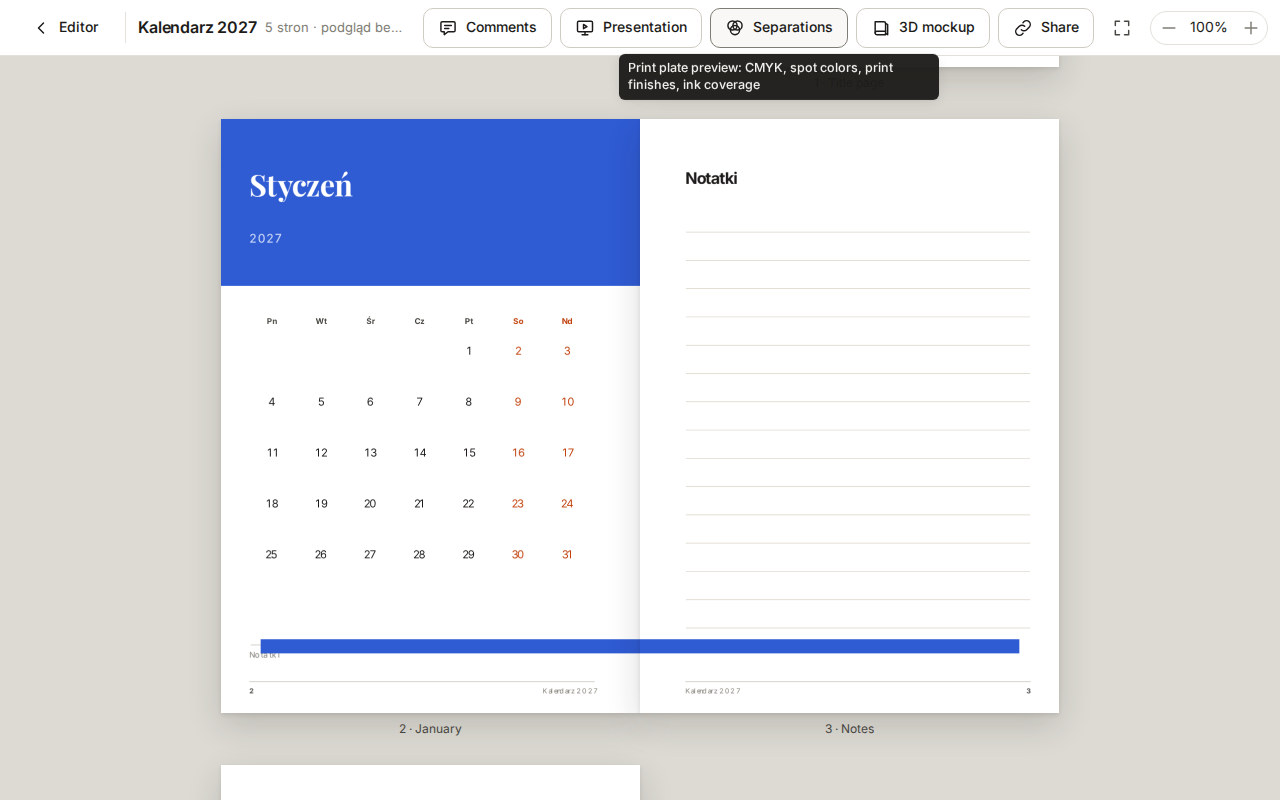 Editor
Kalendarz 2027 5 stron · podgląd be...
Comments
Presentation
Separations
3D mockup
Share
100%
Print plate preview: CMYK, spot colors, print
finishes, ink coverage
Styczeń
2027
Pn Wt Śr Cz Pt So Nd
1 2 3
4 5 6 7 8 9 10
11 12 13 14 15 16 17
18 19 20 21 22 23 24
25 26 27 28 29 30 31
Notatki
2 Kalendarz 2027
Notatki
Kalendarz 2027 3
2 · January
3 · Notes